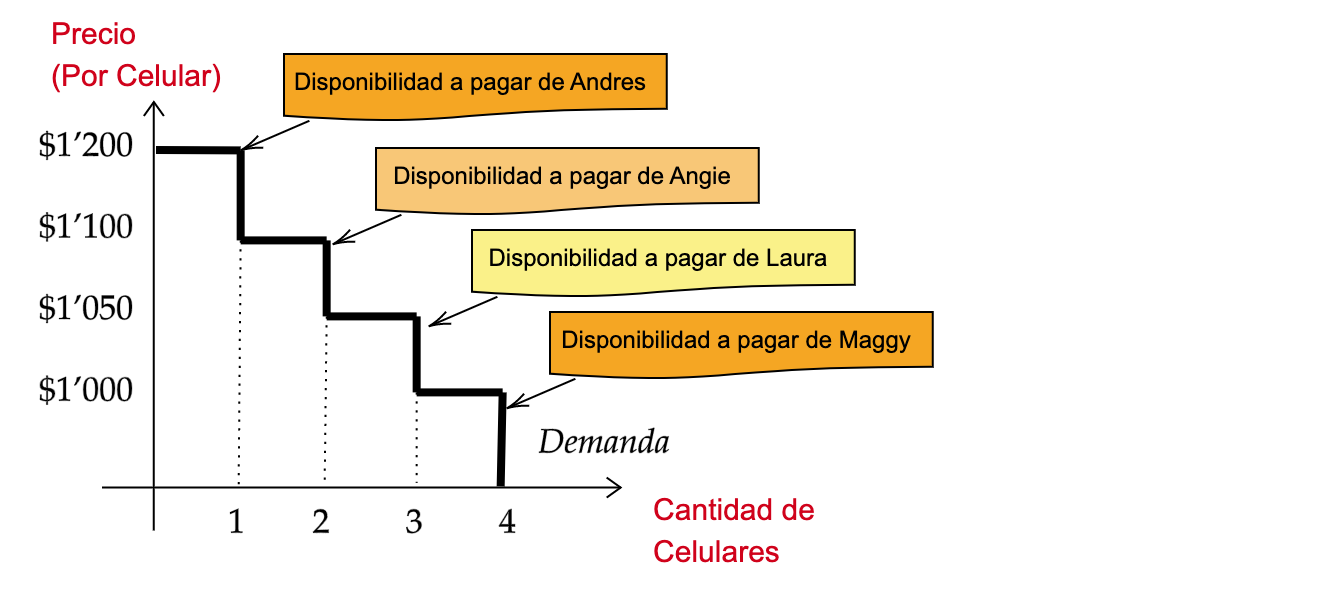 Precio
(Por Celular)
Disponibilidad a pagar de Andres
$1’200
Disponibilidad a pagar de Angie
$1’100
Disponibilidad a pagar de Laura
$1’050
Disponibilidad a pagar de Maggy
$1’000
Demanda
1 2 3 4
Cantidad de
Celulares